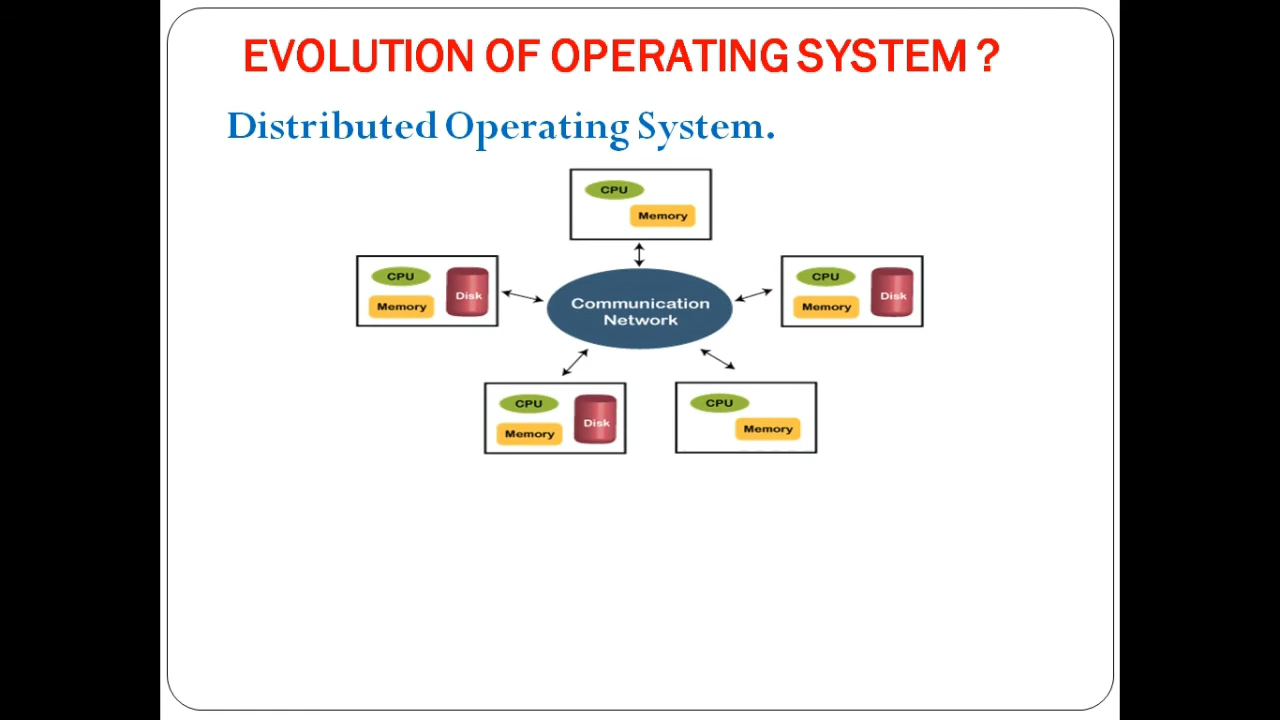 EVOLUTION OF OPERATING SYSTEM ?
Distributed Operating System.
CPU
Memory
CPU
Memory
Disk
Communication
Network
CPU
Memory
Disk
CPU
Memory
Disk
CPU
Memory